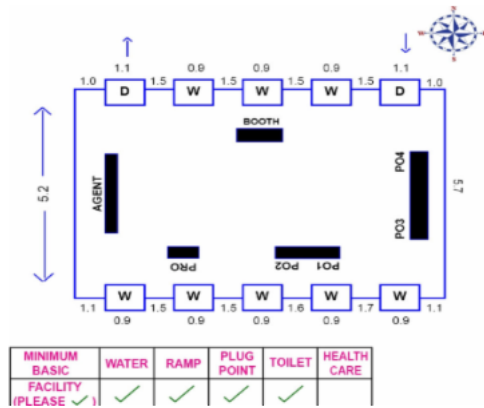 1.1 0.9 0.9 0.9 1.1
1.0 1.5 1.5 1.5 1.5 1.0
D W W W D
BOOTH
5.2
AGENT
PO4
PO3
5.7
PRO PO2 PO1
W W W W W
1.1 1.5 1.5 1.6 1.7 1.1
0.9 0.9 0.9 0.9 0.9
MINIMUM WATER RAMP PLUG TOILET HEALTH
BASIC POINT CARE
FACILITY
(PLEASE ✓) ✓ ✓ ✓ ✓